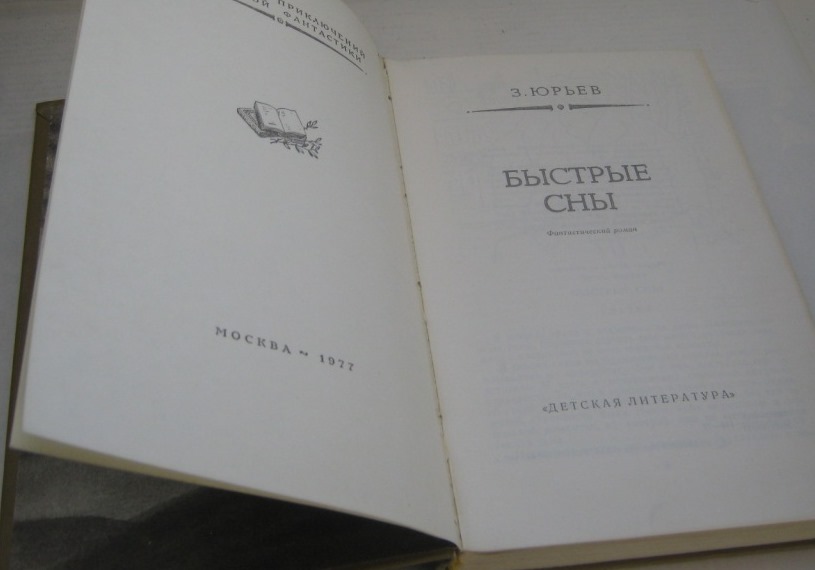 ПРИКЛЮЧЕНИЙ
ФАНТАСТИКИ
МОСКВА ~ 1977
З. ЮРЬЕВ
БЫСТРЫЕ
СНЫ
Фантастический роман
«ДЕТСКАЯ ЛИТЕРАТУРА»